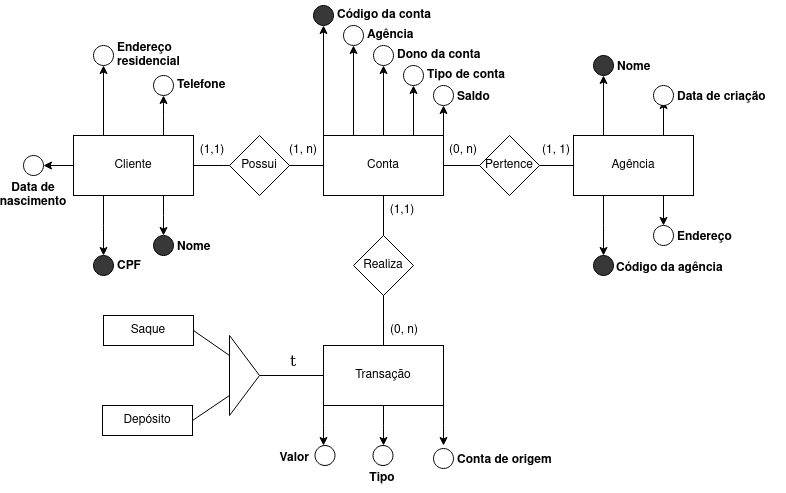 Código da conta
Agência
Dono da conta
Tipo de conta
Saldo
Endereço
residencial
Telefone
Nome
Data de criação
(1,1)
(1, n)
(0, n)
(1, 1)
Cliente
Possui
Conta
Pertence
Agência
Data de
nascimento
(1,1)
Nome
CPF
Endereço
Código da agência
Realiza
(0, n)
Saque
t
Transação
Depósito
Valor
Tipo
Conta de origem